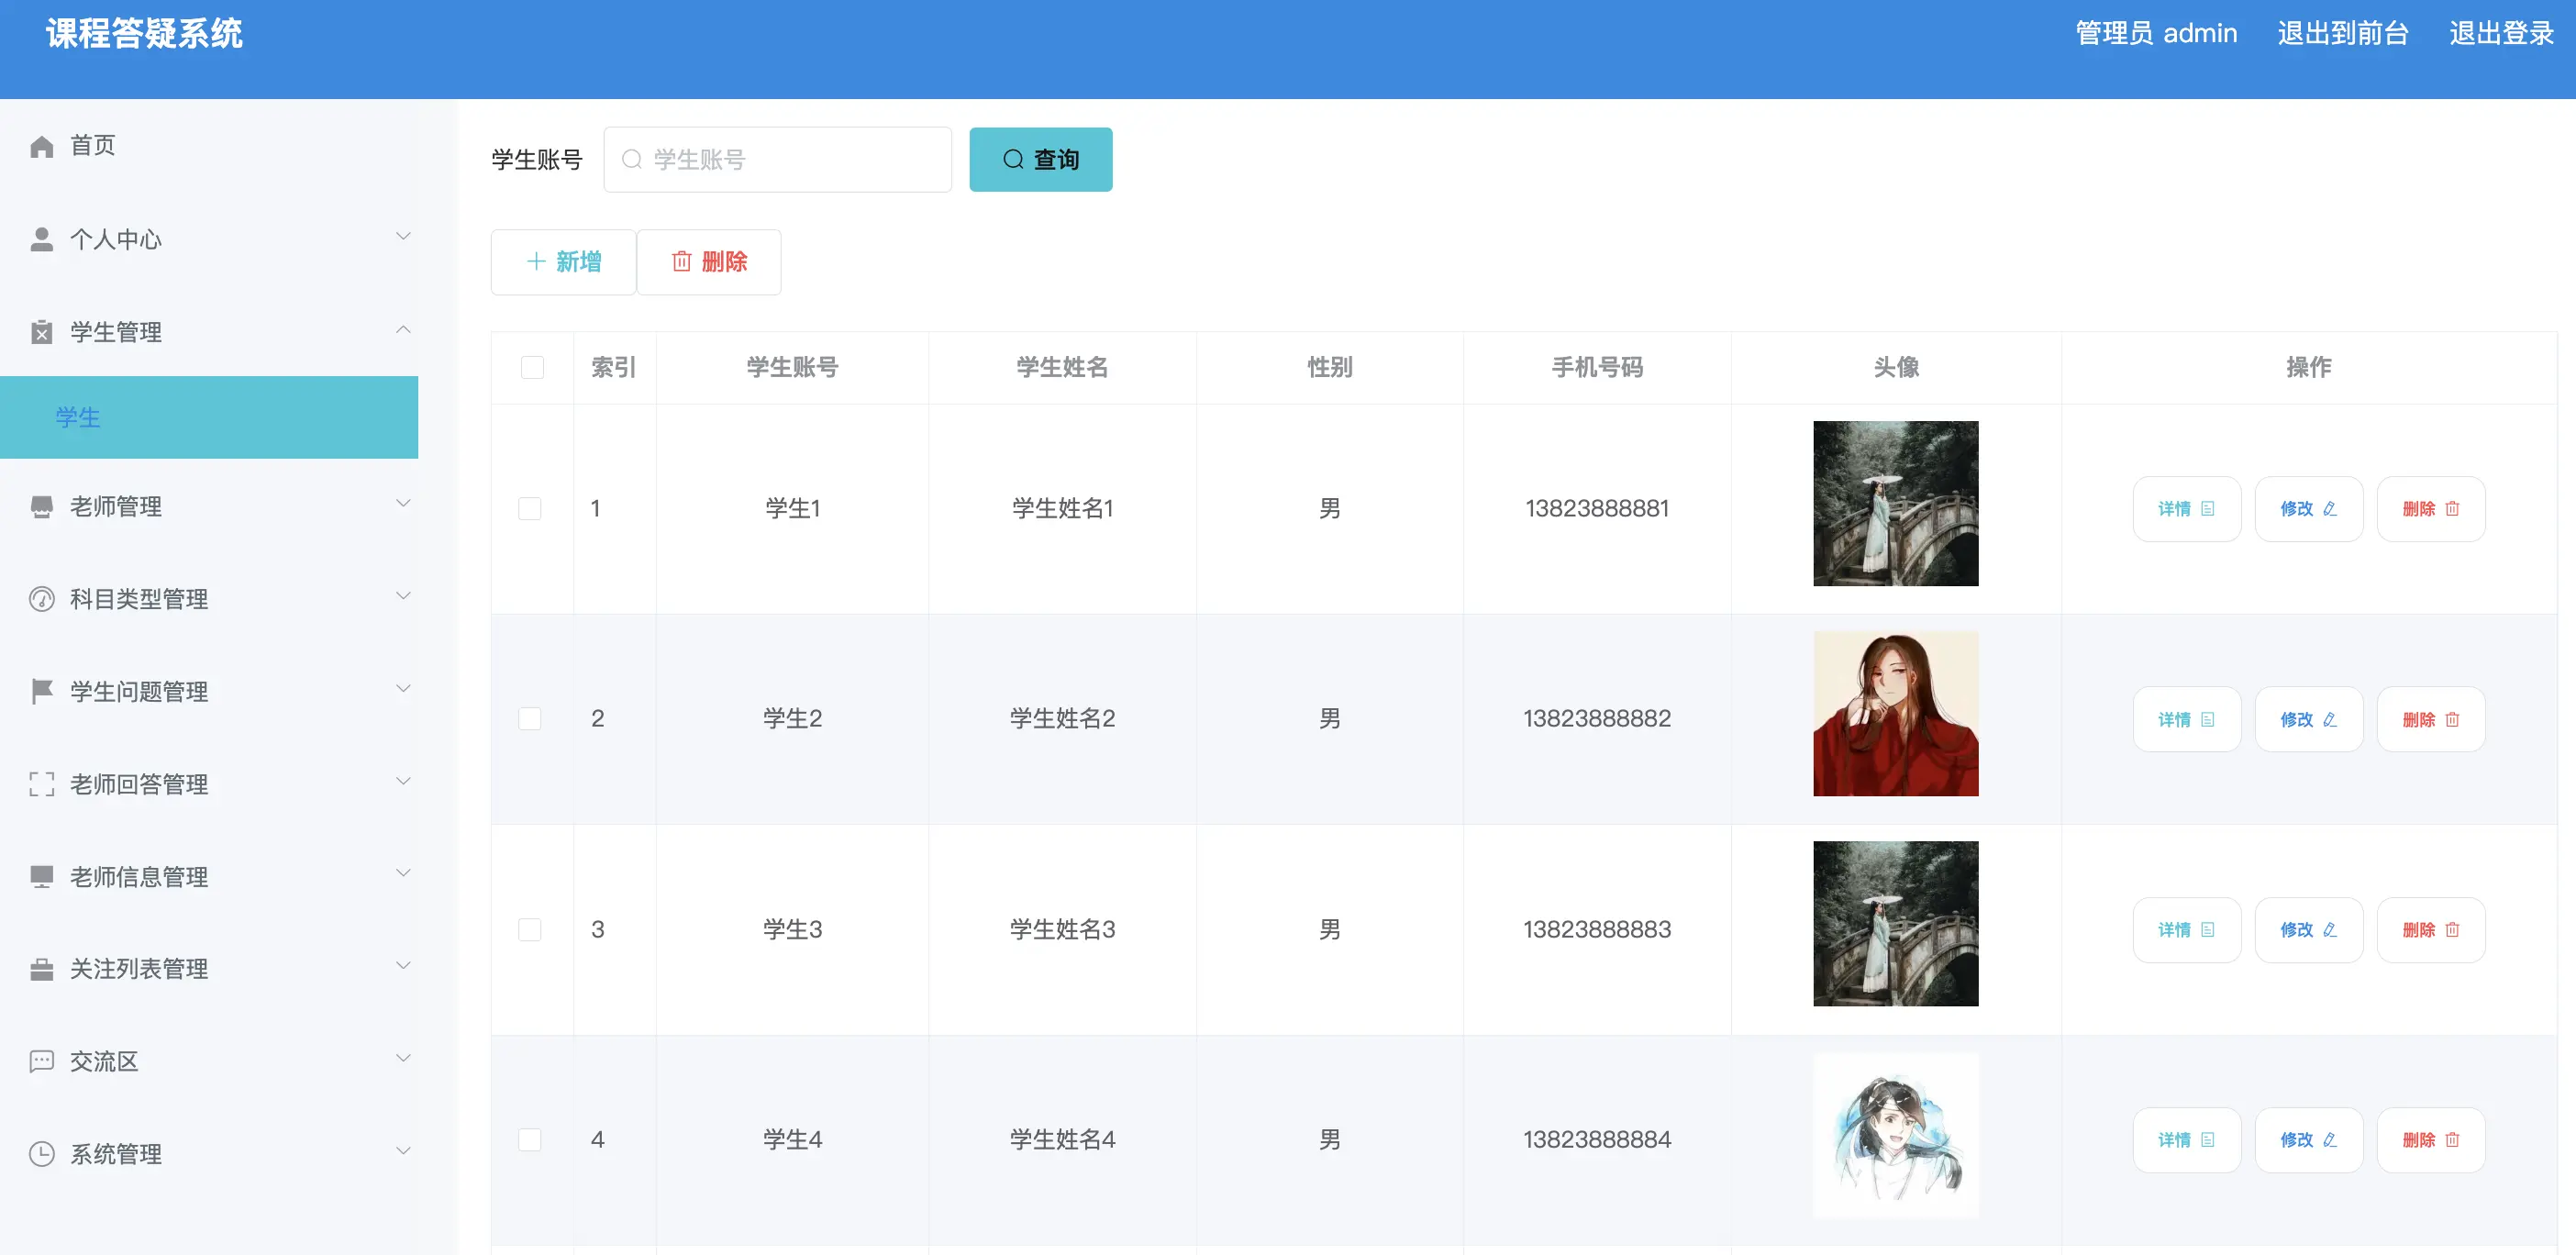 课程答疑系统
管理员 admin 退出到前台 退出登录
首页
个人中心
学生管理
学生
老师管理
科目类型管理
学生问题管理
老师回答管理
老师信息管理
关注列表管理
交流区
系统管理
学生账号 学生账号 查询
新增 删除
索引 学生账号 学生姓名 性别 手机号码 头像 操作
1 学生1 学生姓名1 男 13823888881 详情 修改 删除
2 学生2 学生姓名2 男 13823888882 详情 修改 删除
3 学生3 学生姓名3 男 13823888883 详情 修改 删除
4 学生4 学生姓名4 男 13823888884 详情 修改 删除